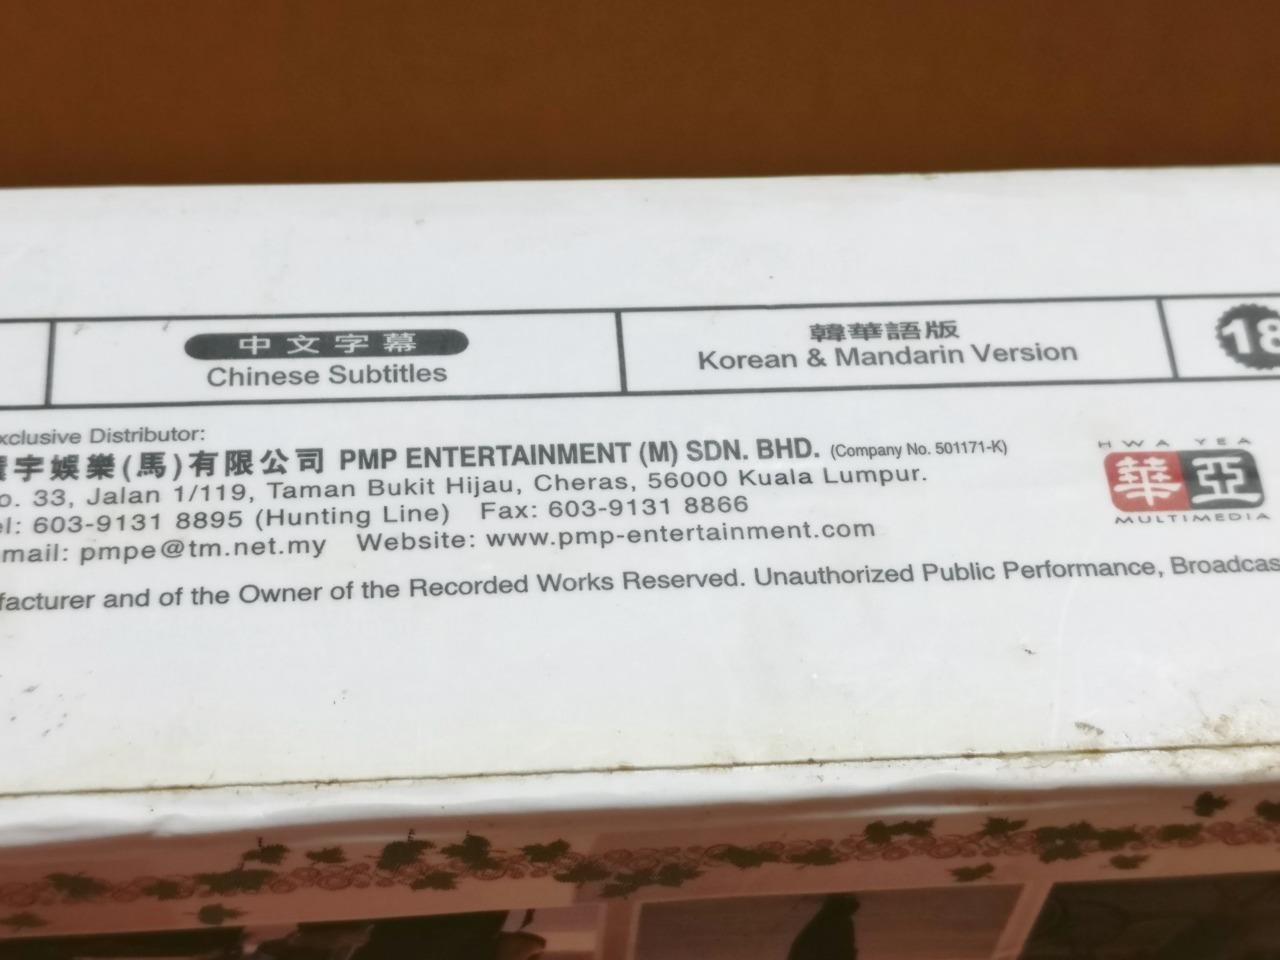 中文字幕
Chinese Subtitles
韓華語版
Korean & Mandarin Version
18
xclusive Distributor:
宇娛樂(馬)有限公司 PMP ENTERTAINMENT (M) SDN. BHD. (Company No. 501171-K)
o. 33, Jalan 1/119, Taman Bukit Hijau, Cheras, 56000 Kuala Lumpur.
el: 603-9131 8895 (Hunting Line) Fax: 603-9131 8866
mail: pmpe@tm.net.my Website: www.pmp-entertainment.com
HWA YEA
華亞
MULTIMEDIA
facturer and of the Owner of the Recorded Works Reserved. Unauthorized Public Performance, Broadcas